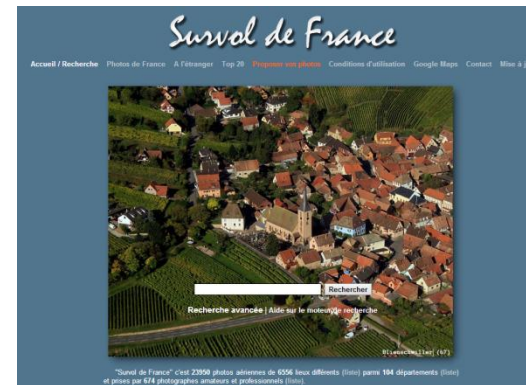 Survol de France
Accueil / Recherche Photos de France A l'étranger Top 20 Proposer vos photos Conditions d'utilisation Google Maps Contact Mise à j
Rechercher
Recherche avancée | Aide sur le moteur de recherche
Blienschwiller (67)
"Survol de France" c'est 23950 photos aériennes de 6556 lieux différents (liste) parmi 104 départements (liste)
et prises par 674 photographes amateurs et professionnels (liste).